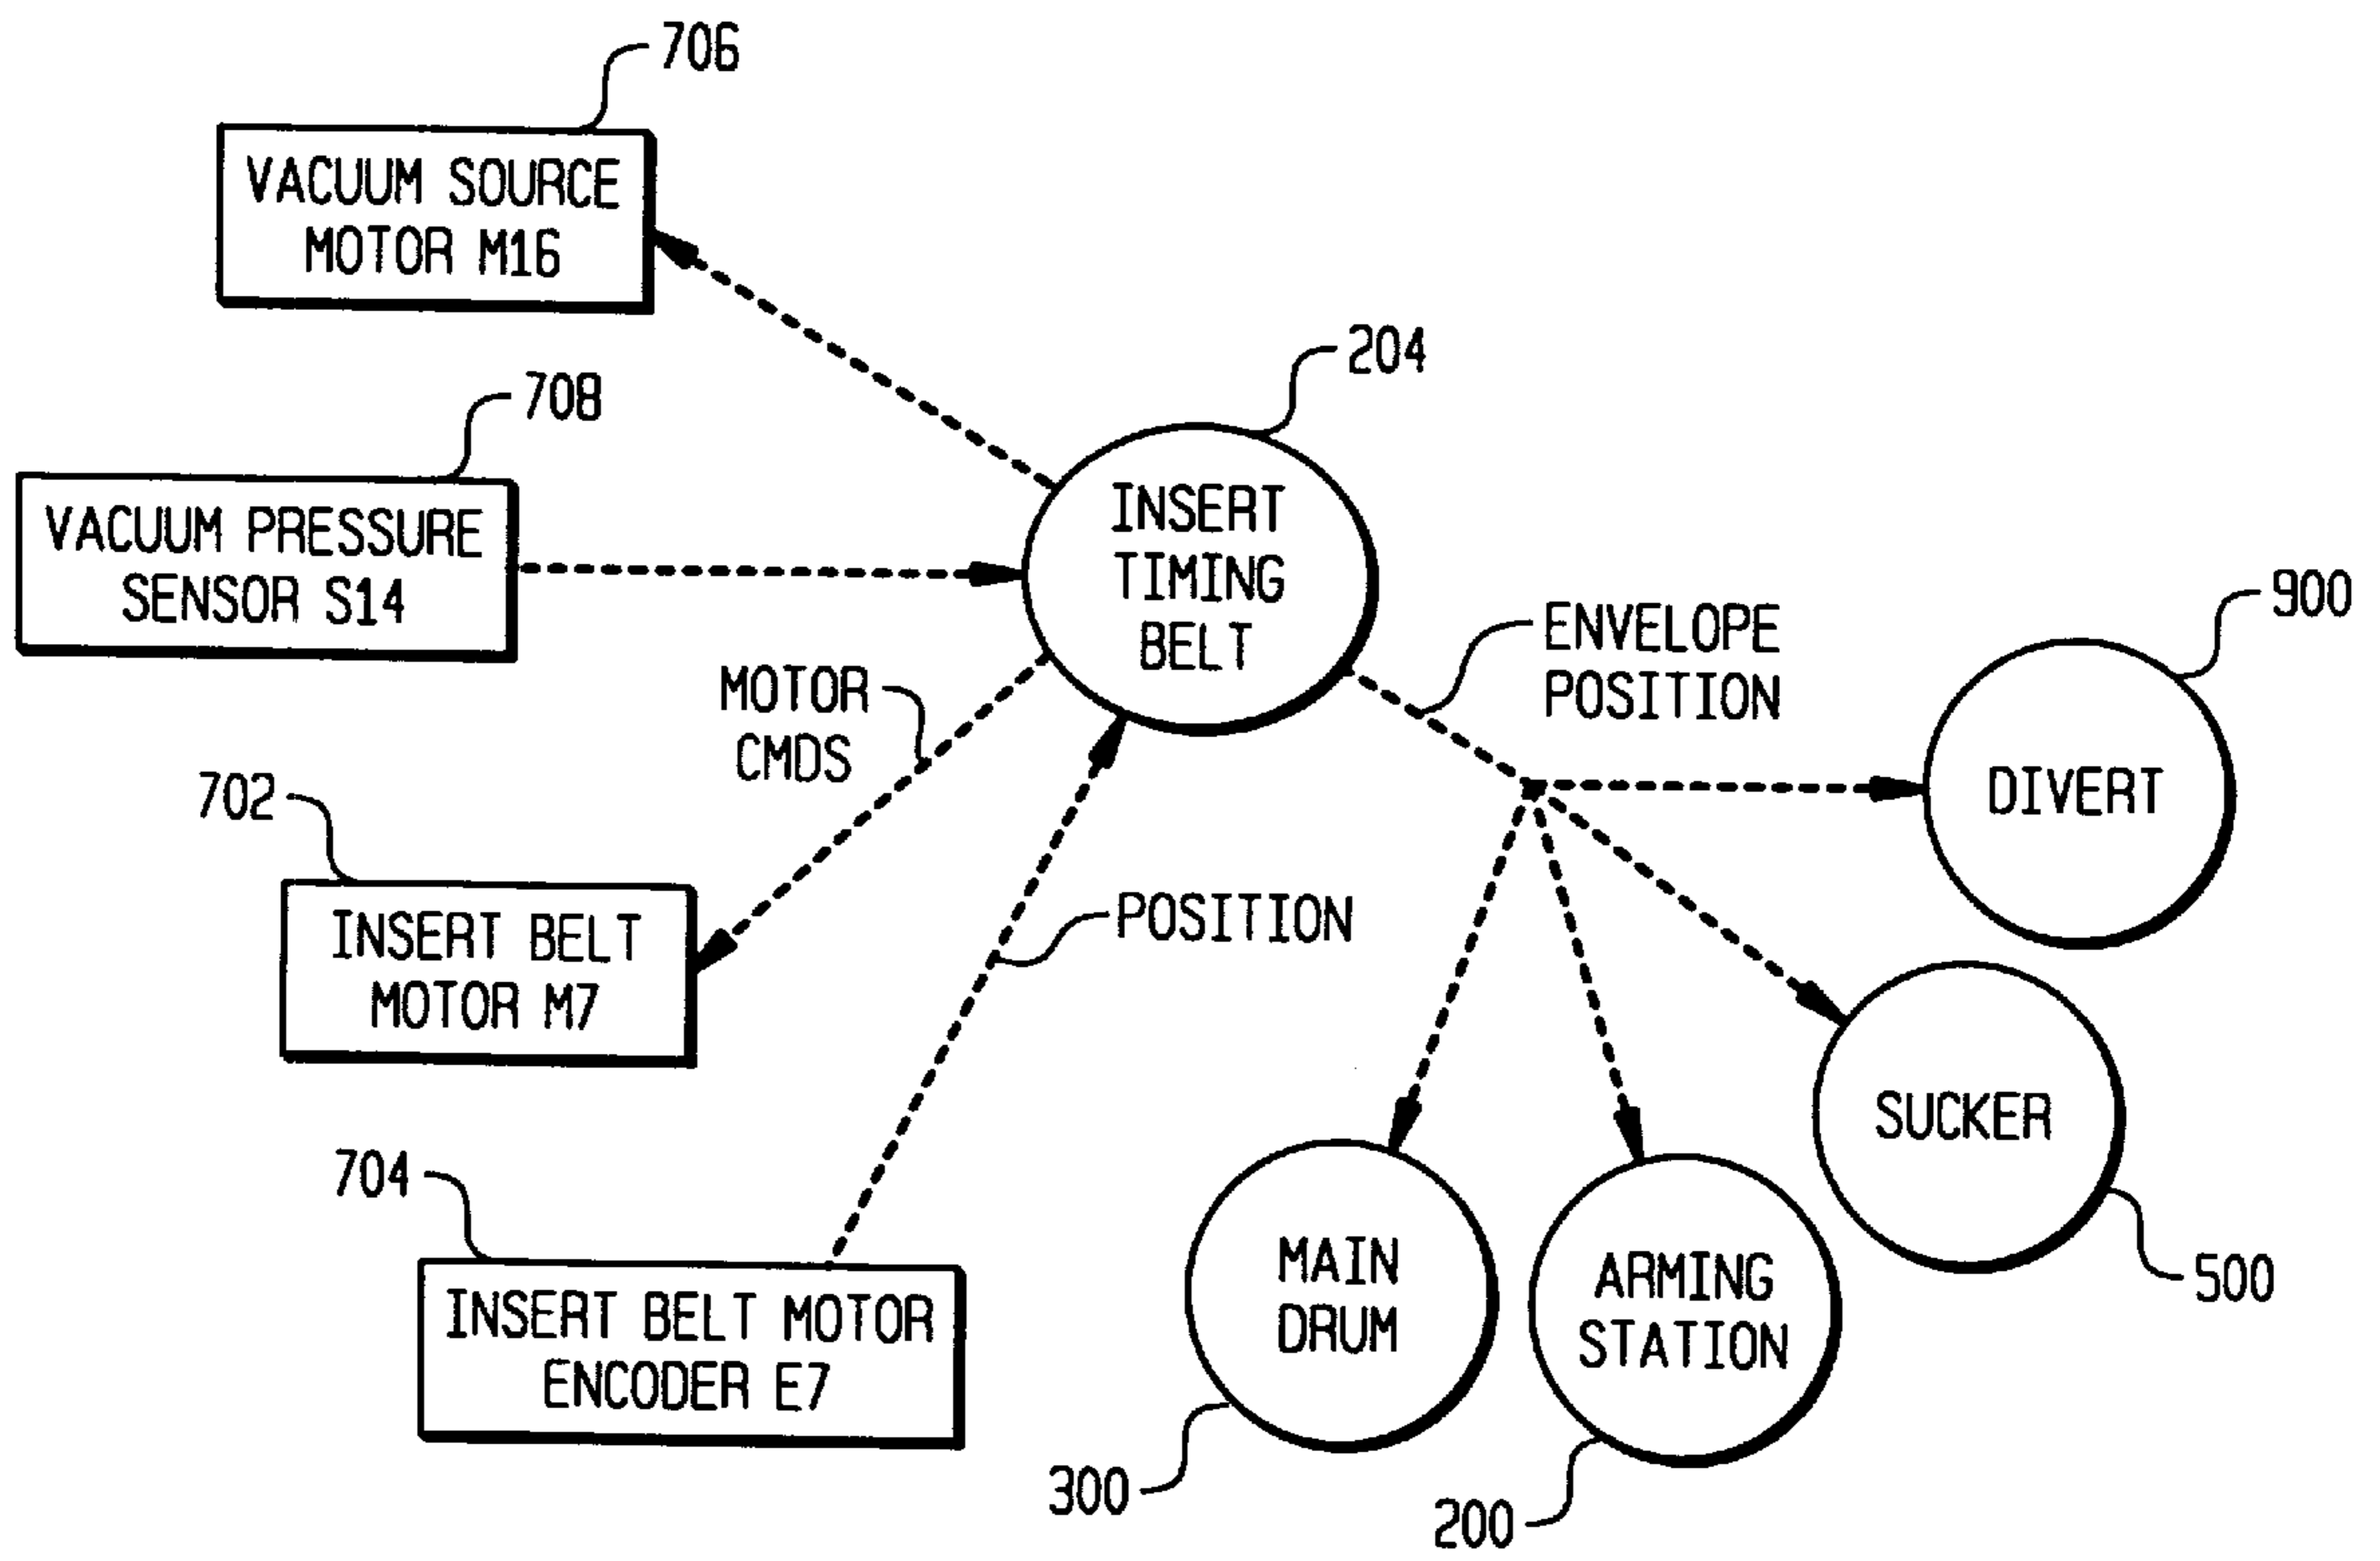 706
VACUUM SOURCE
MOTOR M16
204
708
VACUUM PRESSURE
SENSOR S14
INSERT
TIMING
BELT
ENVELOPE
POSITION
900
DIVERT
MOTOR
CMDS
702
INSERT BELT
MOTOR M7
POSITION
SUCKER
500
704
INSERT BELT MOTOR
ENCODER E7
MAIN
DRUM
300
ARMING
STATION
200